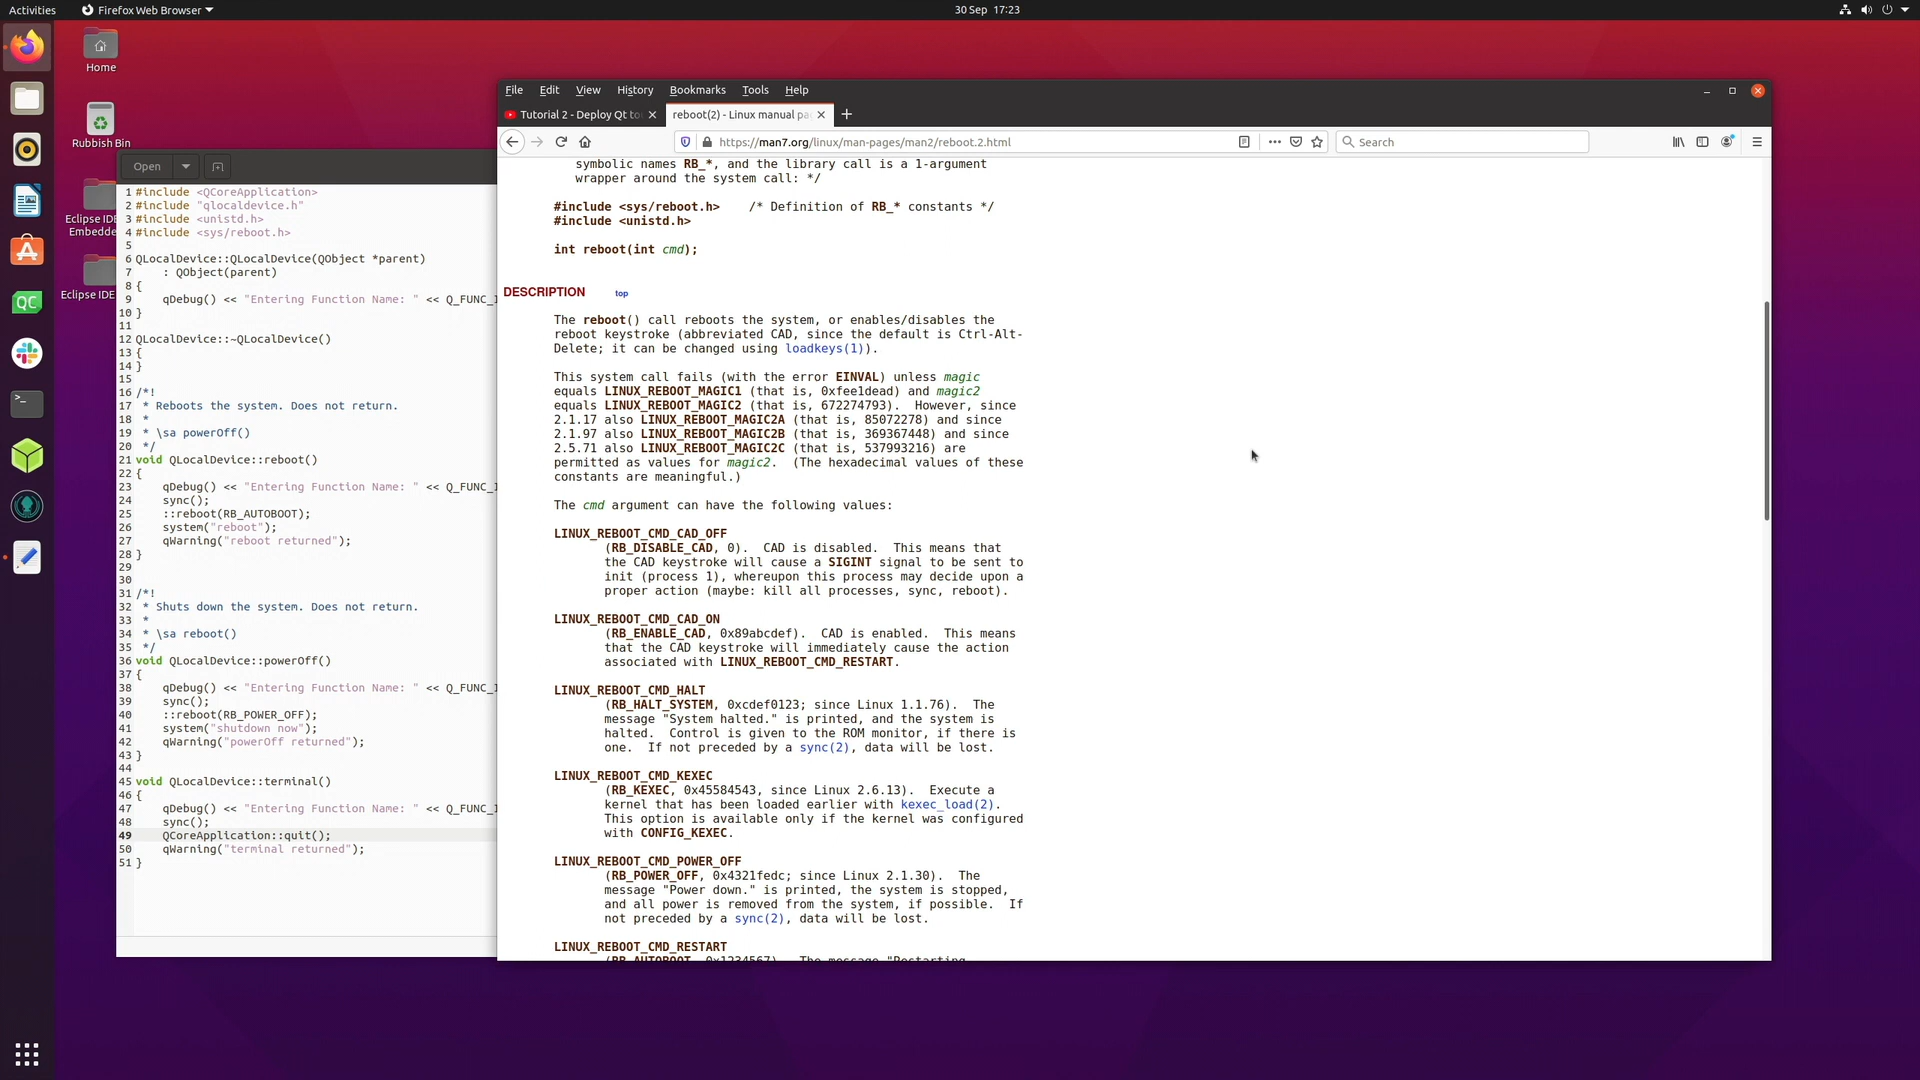 Activities
Firefox Web Browser
30 Sep 17:23
Home
Rubbish Bin
Eclipse IDE
Embedde
Eclipse IDE
QC
Open
1 #include <QCoreApplication>
2 #include "qlocaldevice.h"
3 #include <unistd.h>
4 #include <sys/reboot.h>
5
6 QLocalDevice::QLocalDevice(QObject *parent)
7 : QObject(parent)
8 {
9 qDebug() << "Entering Function Name: " << Q_FUNC_I
10 }
11
12 QLocalDevice::~QLocalDevice()
13 {
14 }
15
16 /*!
17 * Reboots the system. Does not return.
18 *
19 * \sa powerOff()
20 */
21 void QLocalDevice::reboot()
22 {
23 qDebug() << "Entering Function Name: " << Q_FUNC_I
24 sync();
25 ::reboot(RB_AUTOBOOT);
26 system("reboot");
27 qWarning("reboot returned");
28 }
29
30
31 /*!
32 * Shuts down the system. Does not return.
33 *
34 * \sa reboot()
35 */
36 void QLocalDevice::powerOff()
37 {
38 qDebug() << "Entering Function Name: " << Q_FUNC_I
39 sync();
40 ::reboot(RB_POWER_OFF);
41 system("shutdown now");
42 qWarning("powerOff returned");
43 }
44
45 void QLocalDevice::terminal()
46 {
47 qDebug() << "Entering Function Name: " << Q_FUNC_I
48 sync();
49 QCoreApplication::quit();
50 qWarning("terminal returned");
51 }
File Edit View History Bookmarks Tools Help
Tutorial 2 - Deploy Qt to
reboot(2) - Linux manual pa
https://man7.org/linux/man-pages/man2/reboot.2.html
Search
symbolic names RB_*, and the library call is a 1-argument
wrapper around the system call: */
#include <sys/reboot.h> /* Definition of RB_* constants */
#include <unistd.h>
int reboot(int cmd);
DESCRIPTION top
The reboot() call reboots the system, or enables/disables the
reboot keystroke (abbreviated CAD, since the default is Ctrl-Alt-
Delete; it can be changed using loadkeys(1)).
This system call fails (with the error EINVAL) unless magic
equals LINUX_REBOOT_MAGIC1 (that is, 0xfee1dead) and magic2
equals LINUX_REBOOT_MAGIC2 (that is, 672274793). However, since
2.1.17 also LINUX_REBOOT_MAGIC2A (that is, 85072278) and since
2.1.97 also LINUX_REBOOT_MAGIC2B (that is, 369367448) and since
2.5.71 also LINUX_REBOOT_MAGIC2C (that is, 537993216) are
permitted as values for magic2. (The hexadecimal values of these
constants are meaningful.)
The cmd argument can have the following values:
LINUX_REBOOT_CMD_CAD_OFF
(RB_DISABLE_CAD, 0). CAD is disabled. This means that
the CAD keystroke will cause a SIGINT signal to be sent to
init (process 1), whereupon this process may decide upon a
proper action (maybe: kill all processes, sync, reboot).
LINUX_REBOOT_CMD_CAD_ON
(RB_ENABLE_CAD, 0x89abcdef). CAD is enabled. This means
that the CAD keystroke will immediately cause the action
associated with LINUX_REBOOT_CMD_RESTART.
LINUX_REBOOT_CMD_HALT
(RB_HALT_SYSTEM, 0xcdef0123; since Linux 1.1.76). The
message "System halted." is printed, and the system is
halted. Control is given to the ROM monitor, if there is
one. If not preceded by a sync(2), data will be lost.
LINUX_REBOOT_CMD_KEXEC
(RB_KEXEC, 0x45584543, since Linux 2.6.13). Execute a
kernel that has been loaded earlier with kexec_load(2).
This option is available only if the kernel was configured
with CONFIG_KEXEC.
LINUX_REBOOT_CMD_POWER_OFF
(RB_POWER_OFF, 0x4321fedc; since Linux 2.1.30). The
message "Power down." is printed, the system is stopped,
and all power is removed from the system, if possible. If
not preceded by a sync(2), data will be lost.
LINUX_REBOOT_CMD_RESTART
(RB_AUTOBOOT, 0x1234567). The message "Restarting